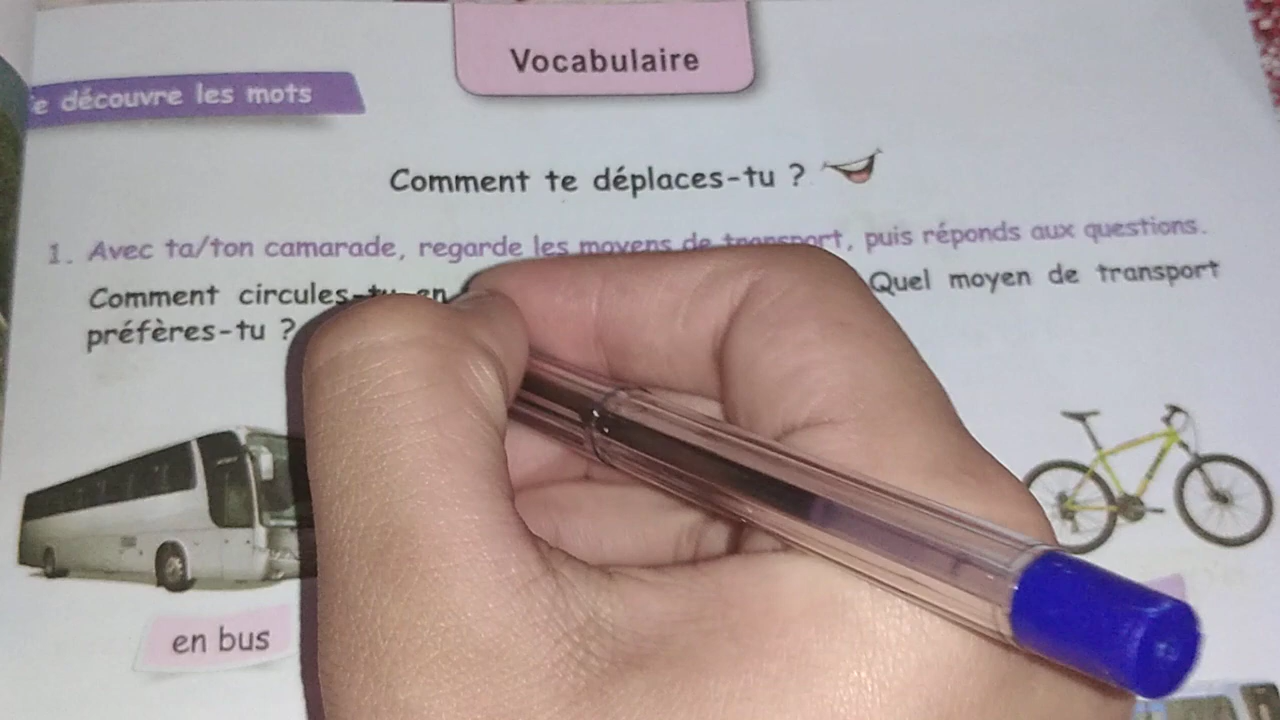 Vocabulaire
e découvre les mots
Comment te déplaces-tu ?
1. Avec ta/ton camarade, regarde les moyens de transport, puis réponds aux questions.
Comment circules-tu en Quel moyen de transport
préfères-tu ?
en bus